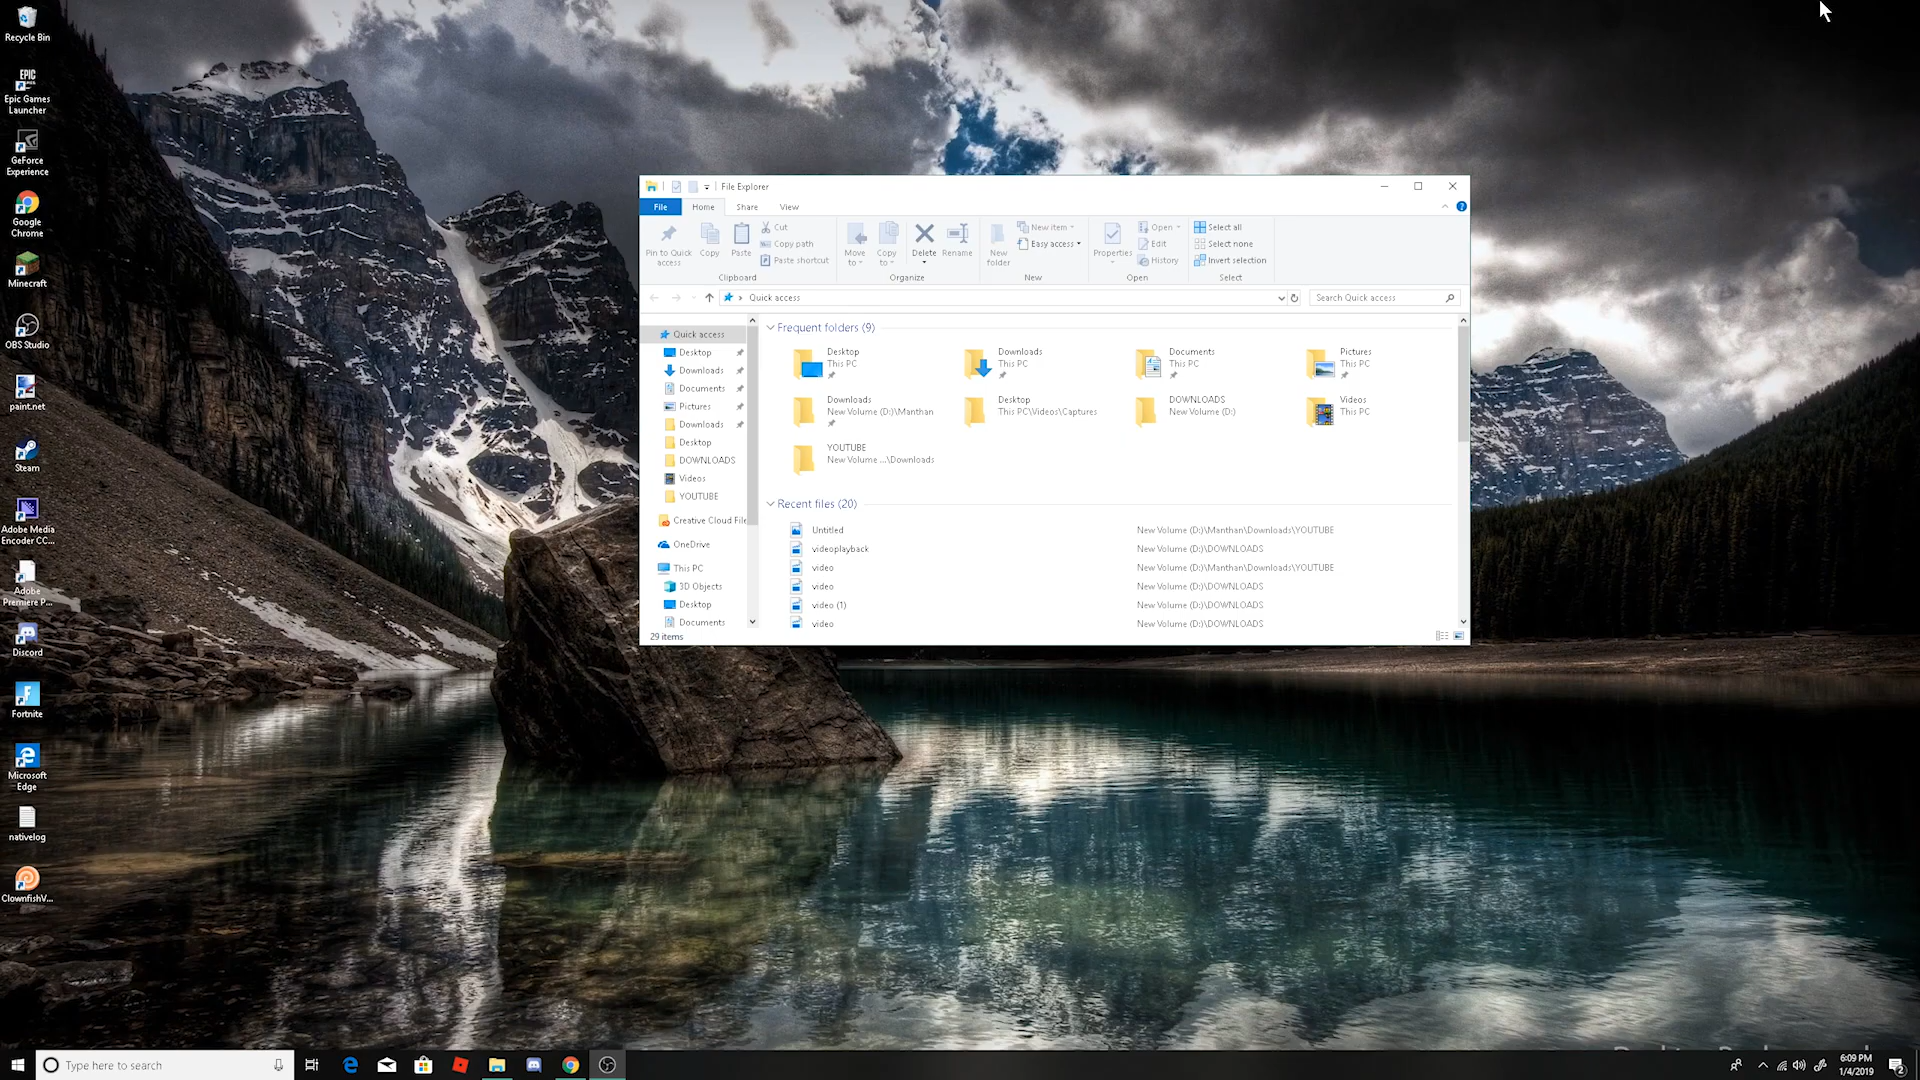 Recycle Bin
EPIC
Epic Games
Launcher
GeForce
Experience
Google
Chrome
Minecraft
OBS Studio
paint.net
Steam
Adobe Media
Encoder CC...
Adobe
Premiere P...
Discord
Fortnite
Microsoft
Edge
nativelog
ClownfishV...
File Explorer
File Home Share View
Pin to Quick
access
Copy
Paste
Cut
Copy path
Paste shortcut
Clipboard
Move
to
Copy
to
Delete
Rename
Organize
New
folder
New item
Easy access
New
Properties
Open
Edit
History
Open
Select all
Select none
Invert selection
Select
Quick access
Search Quick access
Quick access
Desktop
Downloads
Documents
Pictures
Downloads
Desktop
DOWNLOADS
Videos
YOUTUBE
Creative Cloud File
OneDrive
This PC
3D Objects
Desktop
Documents
Frequent folders (9)
Desktop
This PC
Downloads
This PC
Documents
This PC
Pictures
This PC
Downloads
New Volume (D:)\Manthan
Desktop
This PC\Videos\Captures
DOWNLOADS
New Volume (D:)
Videos
This PC
YOUTUBE
New Volume ...\Downloads
Recent files (20)
Untitled New Volume (D:)\Manthan\Downloads\YOUTUBE
videoplayback New Volume (D:)\DOWNLOADS
video New Volume (D:)\Manthan\Downloads\YOUTUBE
video New Volume (D:)\DOWNLOADS
video (1) New Volume (D:)\DOWNLOADS
video New Volume (D:)\DOWNLOADS
29 items
Type here to search
6:09 PM
1/4/2019
2